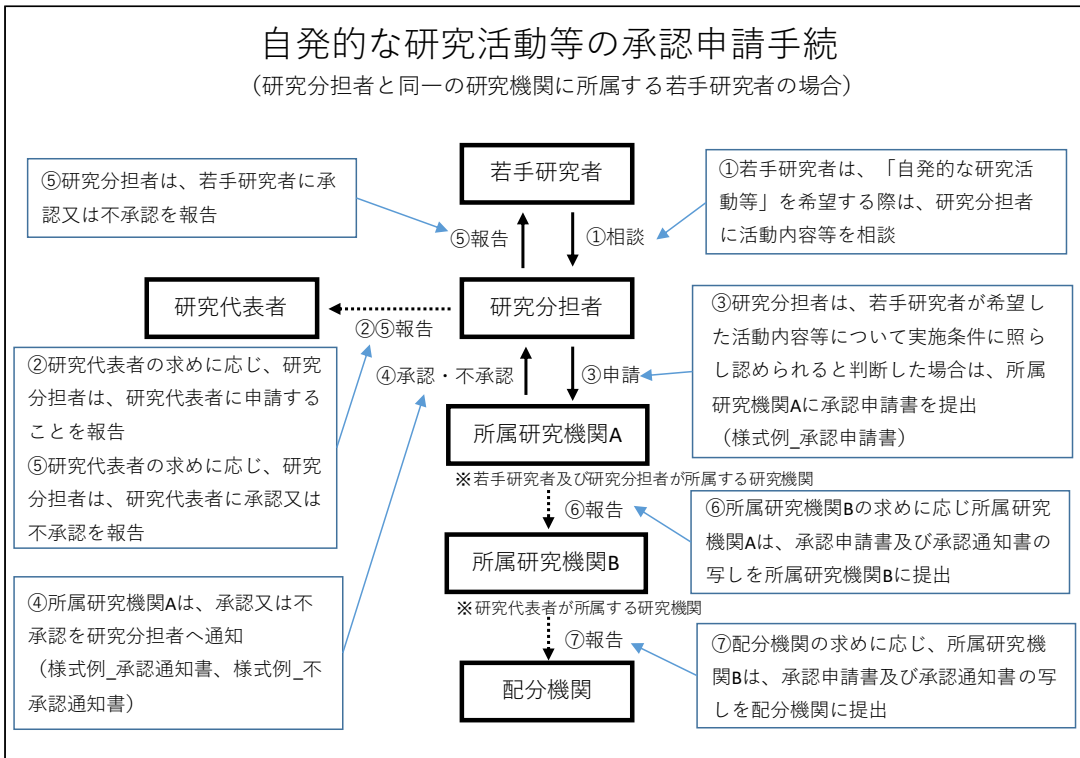 自発的な研究活動等の承認申請手続
(研究分担者と同一の研究機関に所属する若手研究者の場合)
若手研究者
⑤研究分担者は、若手研究者に承
認又は不承認を報告
①若手研究者は、「自発的な研究活
動等」を希望する際は、研究分担者
に活動内容等を相談
⑤報告
①相談
研究代表者
研究分担者
②⑤報告
③研究分担者は、若手研究者が希望し
た活動内容等について実施条件に照ら
し認められると判断した場合は、所属
研究機関Aに承認申請書を提出
(様式例_承認申請書)
②研究代表者の求めに応じ、研究
分担者は、研究代表者に申請する
ことを報告
⑤研究代表者の求めに応じ、研究
分担者は、研究代表者に承認又は
不承認を報告
④承認・不承認
③申請
所属研究機関A
※若手研究者及び研究分担者が所属する研究機関
⑥報告
⑥所属研究機関Bの求めに応じ所属研究
機関Aは、承認申請書及び承認通知書の
写しを所属研究機関Bに提出
所属研究機関B
※研究代表者が所属する研究機関
④所属研究機関Aは、承認又は不
承認を研究分担者へ通知
(様式例_承認通知書、様式例_不
承認通知書)
⑦報告
⑦配分機関の求めに応じ、所属研究機
関Bは、承認申請書及び承認通知書の写
しを配分機関に提出
配分機関